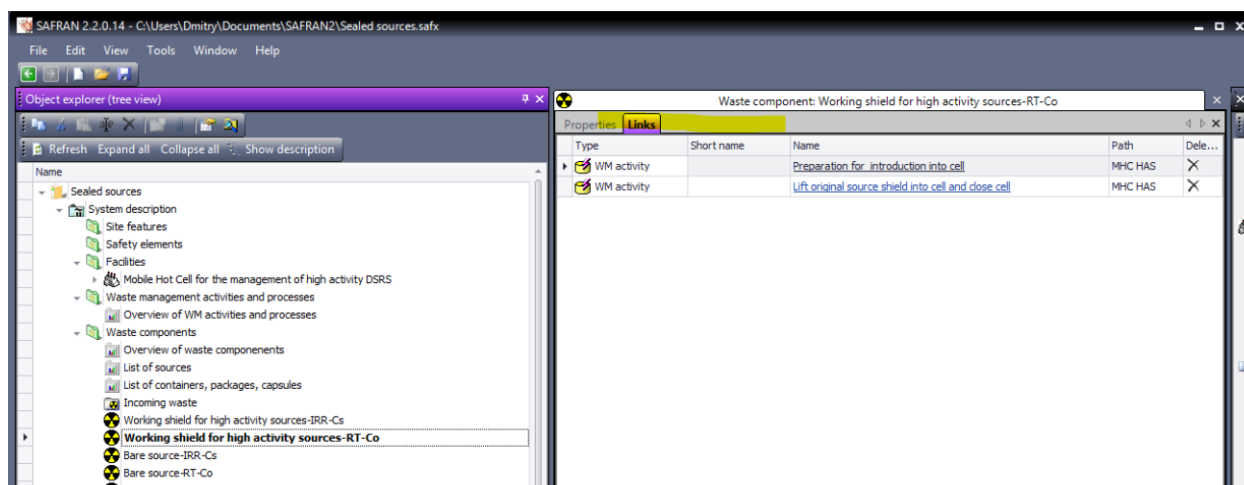 SAFRAN 2.2.0.14 - C:\Users\Dmitry\Documents\SAFRAN2\Sealed sources.safx
File Edit View Tools Window Help
Object explorer (tree view)
Refresh Expand all Collapse all Show description
Name
Sealed sources
System description
Site features
Safety elements
Facilities
Mobile Hot Cell for the management of high activity DSRS
Waste management activities and processes
Overview of WM activities and processes
Waste components
Overview of waste componenents
List of sources
List of containers, packages, capsules
Incoming waste
Working shield for high activity sources-IRR-Cs
Working shield for high activity sources-RT-Co
Bare source-IRR-Cs
Bare source-RT-Co
Waste component: Working shield for high activity sources-RT-Co
Properties Links
Type Short name Name Path Dele...
WM activity Preparation for introduction into cell MHC HAS
WM activity Lift original source shield into cell and close cell MHC HAS